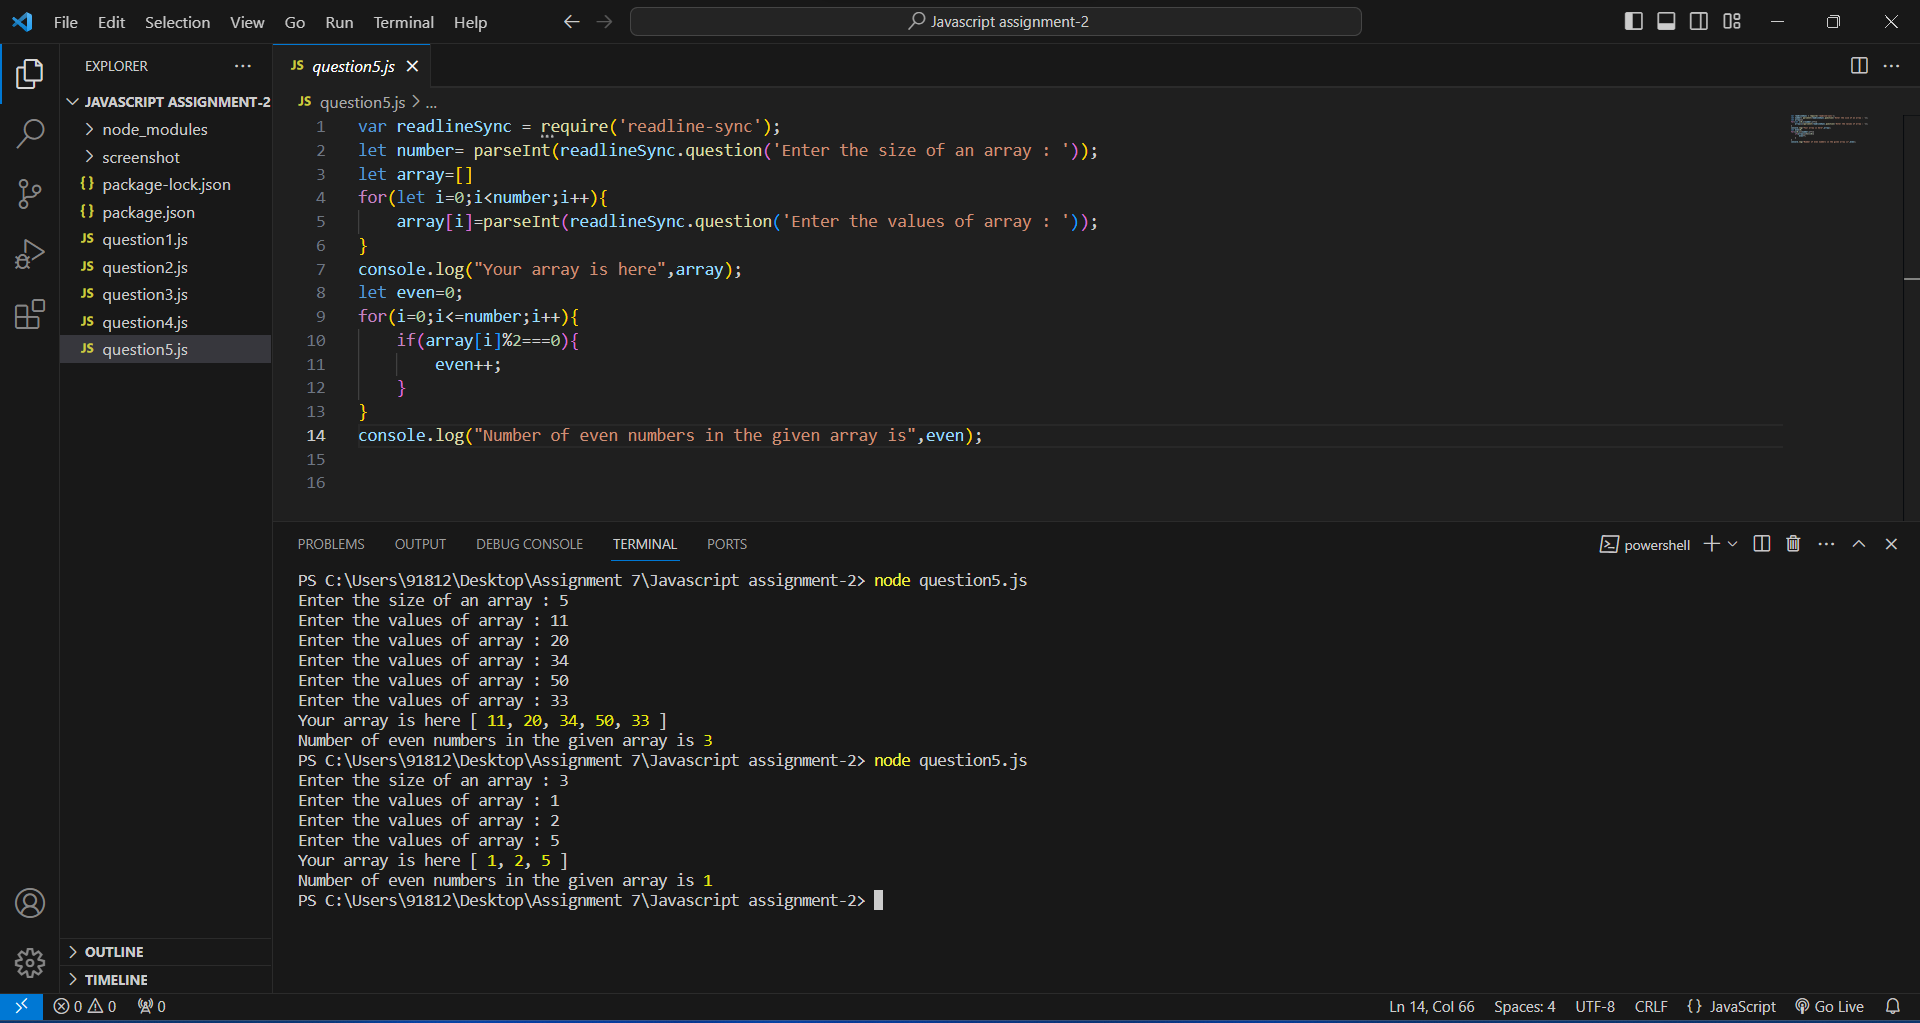 File Edit Selection View Go Run Terminal Help
Javascript assignment-2
EXPLORER
JAVASCRIPT ASSIGNMENT-2
node_modules
screenshot
{} package-lock.json
{} package.json
JS question1.js
JS question2.js
JS question3.js
JS question4.js
JS question5.js
OUTLINE
TIMELINE
JS question5.js
JS question5.js > ...
1 var readlineSync = require('readline-sync');
2 let number= parseInt(readlineSync.question('Enter the size of an array : '));
3 let array=[]
4 for(let i=0;i<number;i++){
5     array[i]=parseInt(readlineSync.question('Enter the values of array : '));
6 }
7 console.log("Your array is here",array);
8 let even=0;
9 for(i=0;i<=number;i++){
10     if(array[i]%2===0){
11         even++;
12     }
13 }
14 console.log("Number of even numbers in the given array is",even);
15
16
PROBLEMS OUTPUT DEBUG CONSOLE TERMINAL PORTS
powershell
PS C:\Users\91812\Desktop\Assignment 7\Javascript assignment-2> node question5.js
Enter the size of an array : 5
Enter the values of array : 11
Enter the values of array : 20
Enter the values of array : 34
Enter the values of array : 50
Enter the values of array : 33
Your array is here [ 11, 20, 34, 50, 33 ]
Number of even numbers in the given array is 3
PS C:\Users\91812\Desktop\Assignment 7\Javascript assignment-2> node question5.js
Enter the size of an array : 3
Enter the values of array : 1
Enter the values of array : 2
Enter the values of array : 5
Your array is here [ 1, 2, 5 ]
Number of even numbers in the given array is 1
PS C:\Users\91812\Desktop\Assignment 7\Javascript assignment-2>
0 0 0
Ln 14, Col 66 Spaces: 4 UTF-8 CRLF {} JavaScript Go Live